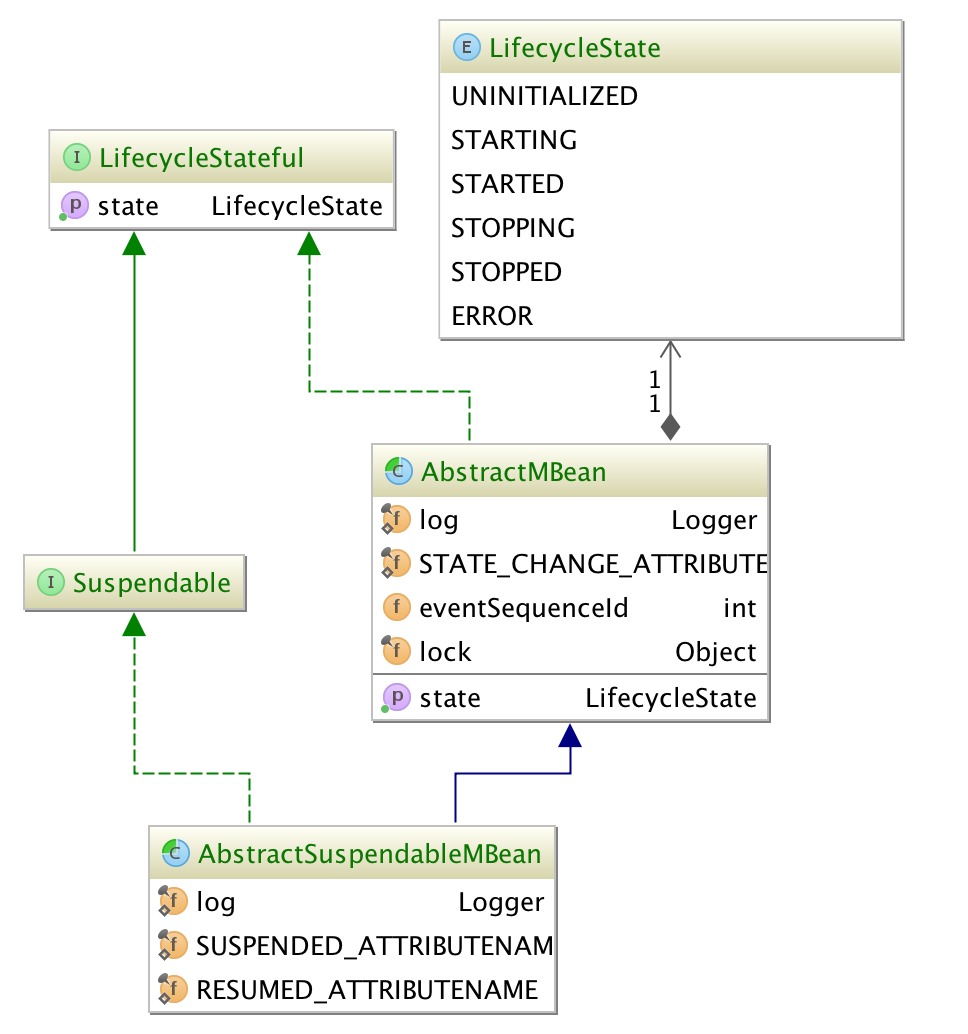 E LifecycleState
UNINITIALIZED
STARTING
STARTED
STOPPING
STOPPED
ERROR
I LifecycleStateful
p state LifecycleState
1
1
C AbstractMBean
f log Logger
f STATE_CHANGE_ATTRIBUTE
f eventSequenceId int
f lock Object
p state LifecycleState
I Suspendable
C AbstractSuspendableMBean
f log Logger
f SUSPENDED_ATTRIBUTENAM
f RESUMED_ATTRIBUTENAME